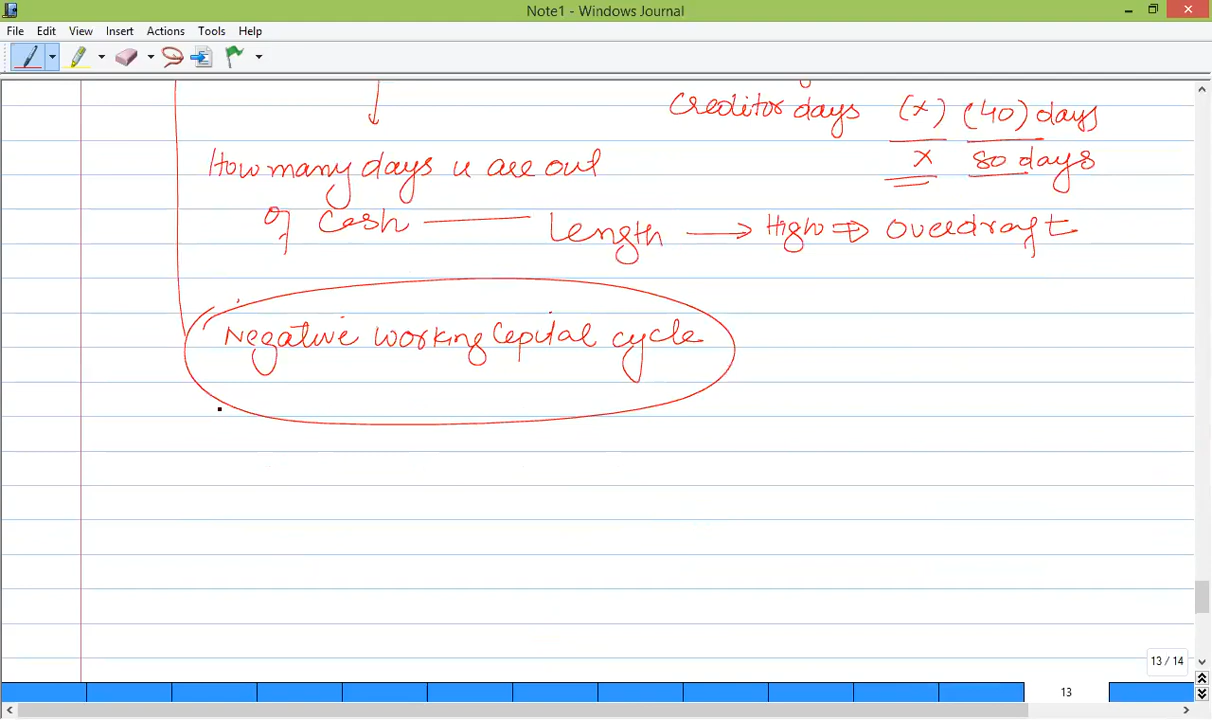 Note1 - Windows Journal
File Edit View Insert Actions Tools Help
Creditor days (x) (40) days
x 80 days
How many days u are out
of Cash Length → High ⇒ Overdraft
Negative working Capital cycle
13 / 14
13